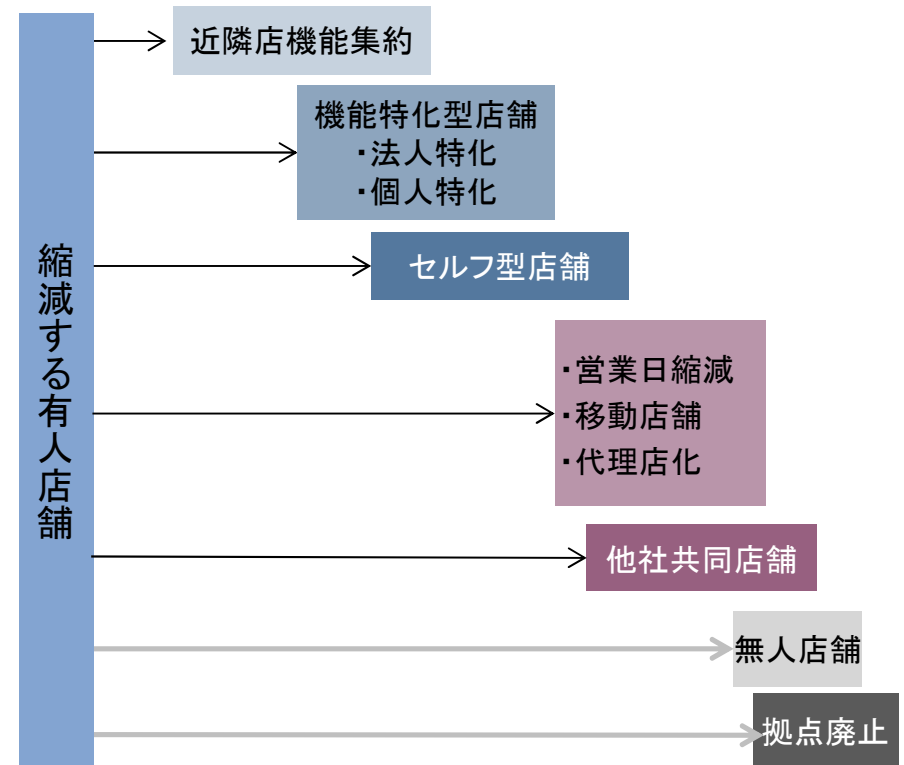 縮減する有人店舗
近隣店機能集約
機能特化型店舗
・法人特化
・個人特化
セルフ型店舗
・営業日縮減
・移動店舗
・代理店化
他社共同店舗
無人店舗
拠点廃止